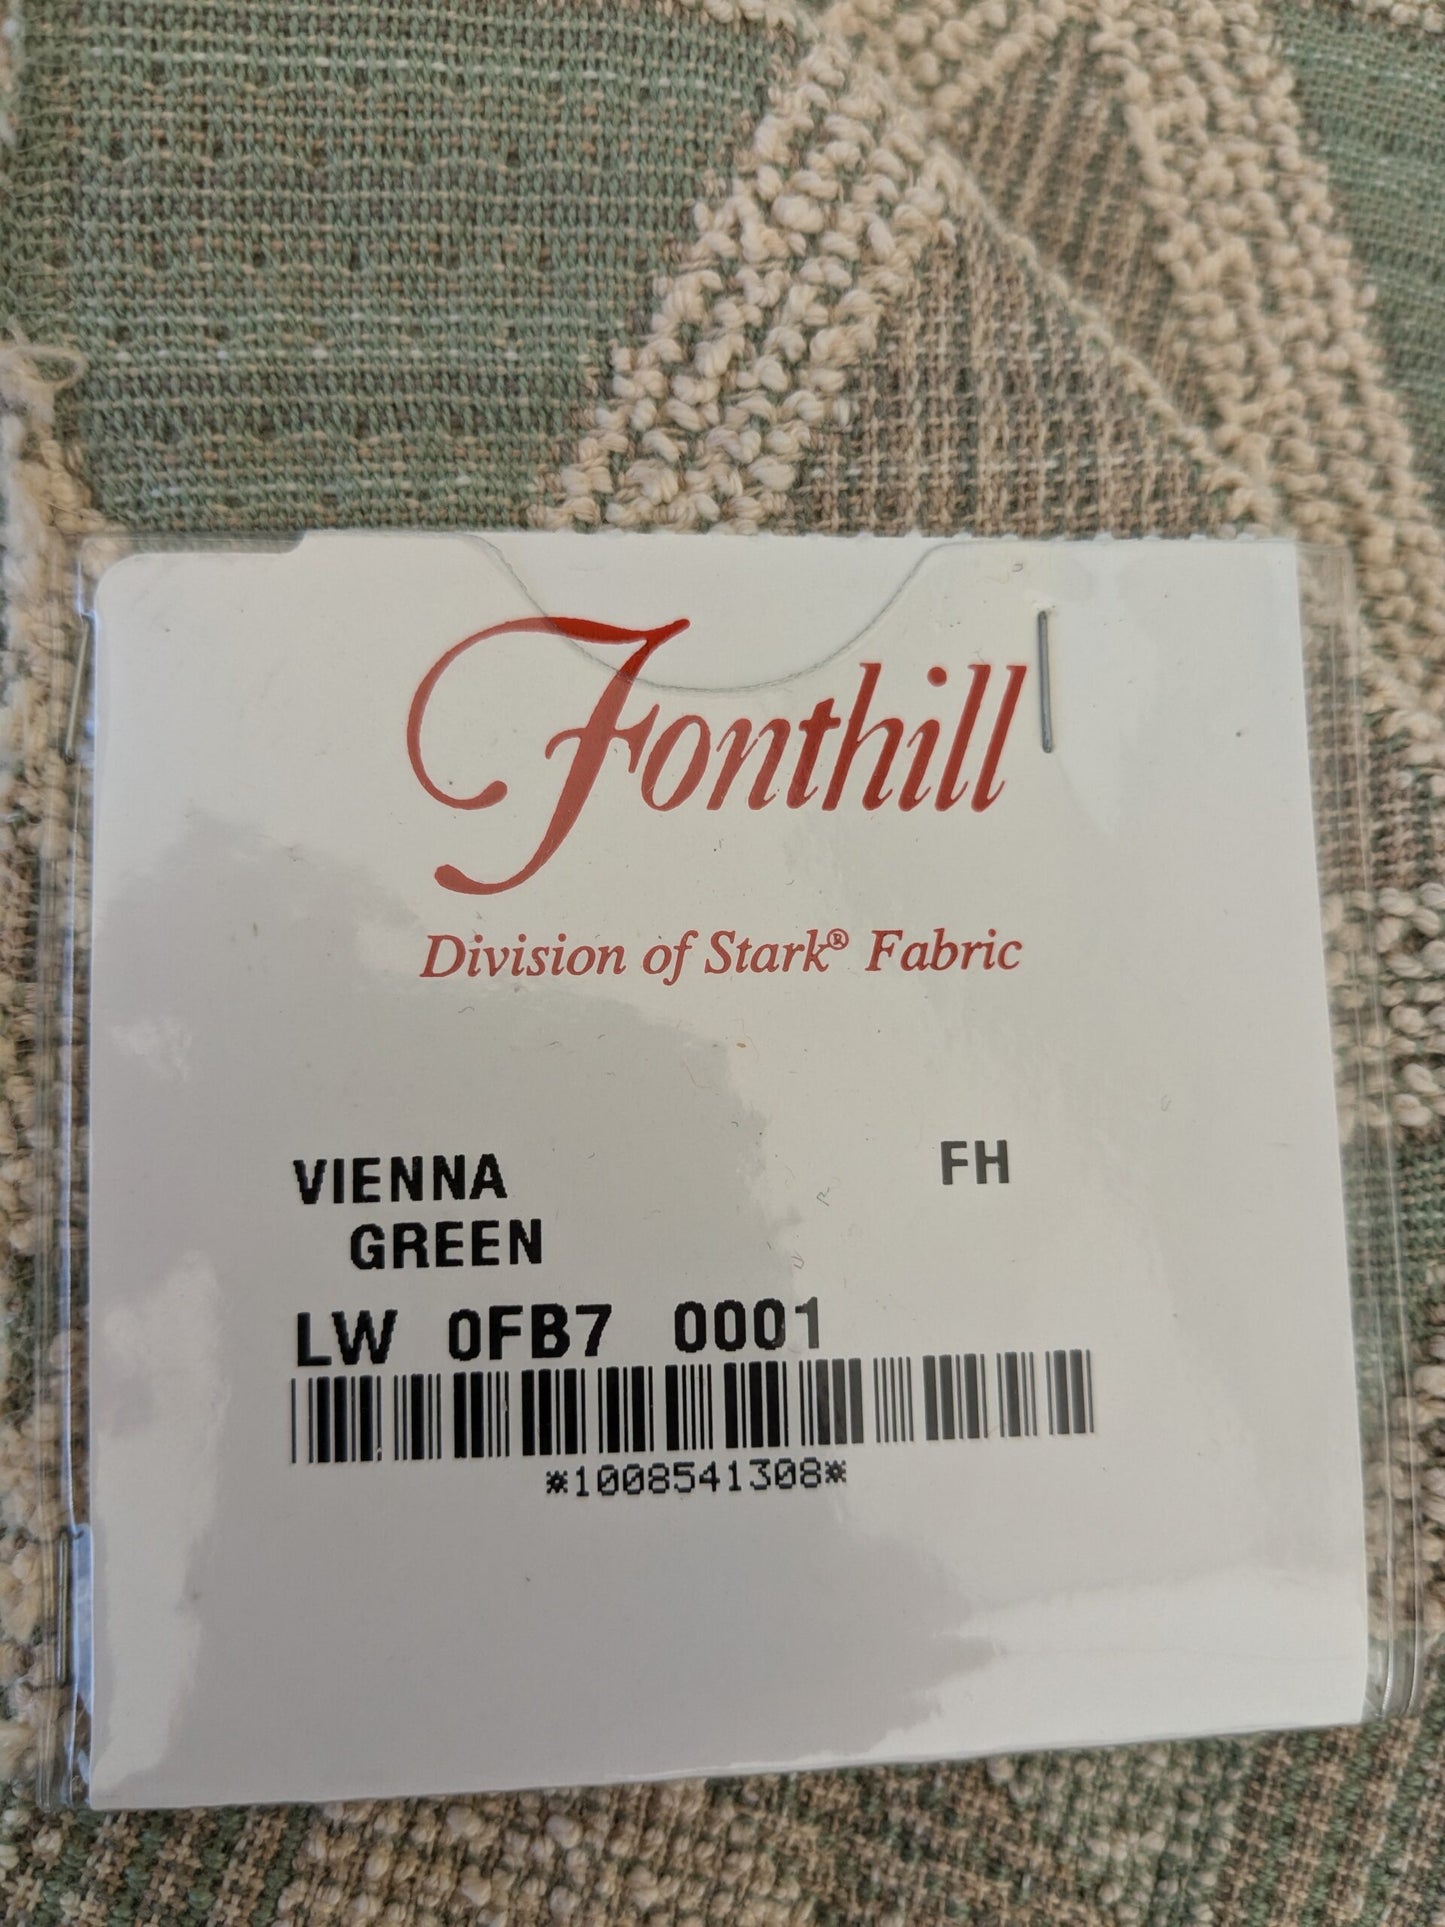 Fonthill
Division of Stark® Fabric
VIENNA FH
GREEN
LW 0FB7 0001
*1008541308*